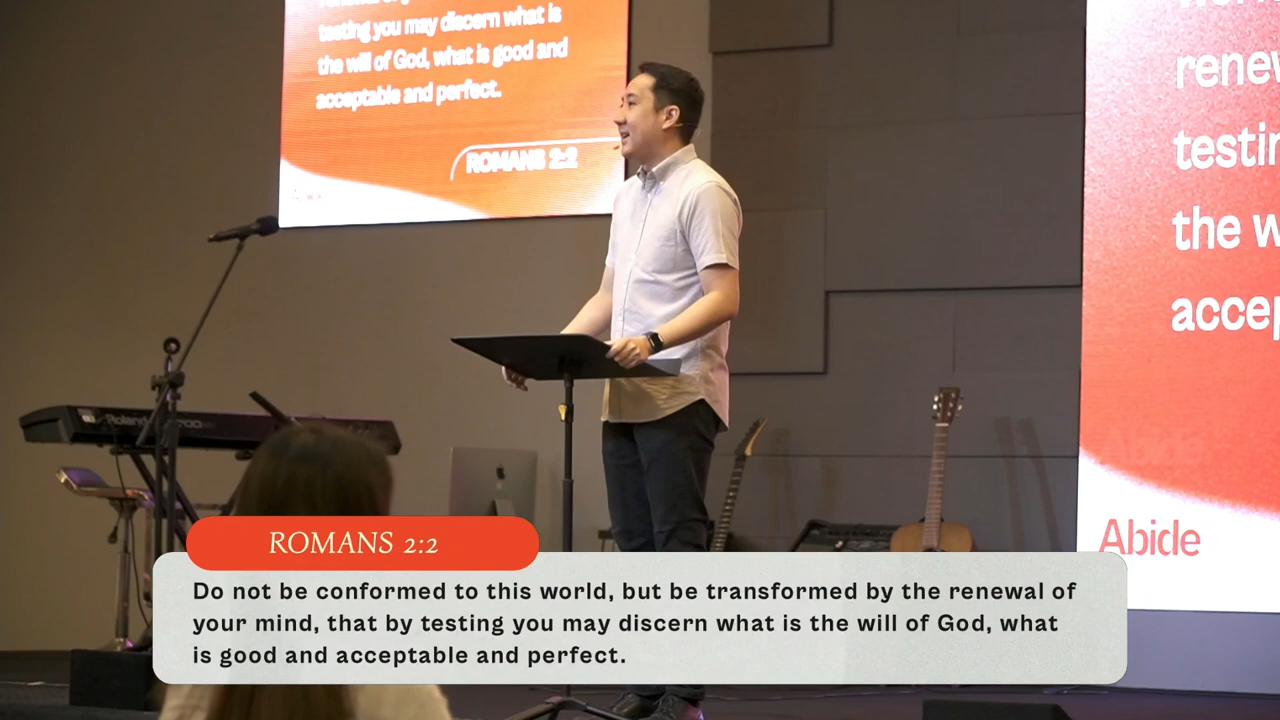 testing you may discern what is
the will of God, what is good and
acceptable and perfect.
ROMANS 2:2
renew
testin
the w
accep
Abide
Roland
ROMANS 2:2
Do not be conformed to this world, but be transformed by the renewal of
your mind, that by testing you may discern what is the will of God, what
is good and acceptable and perfect.